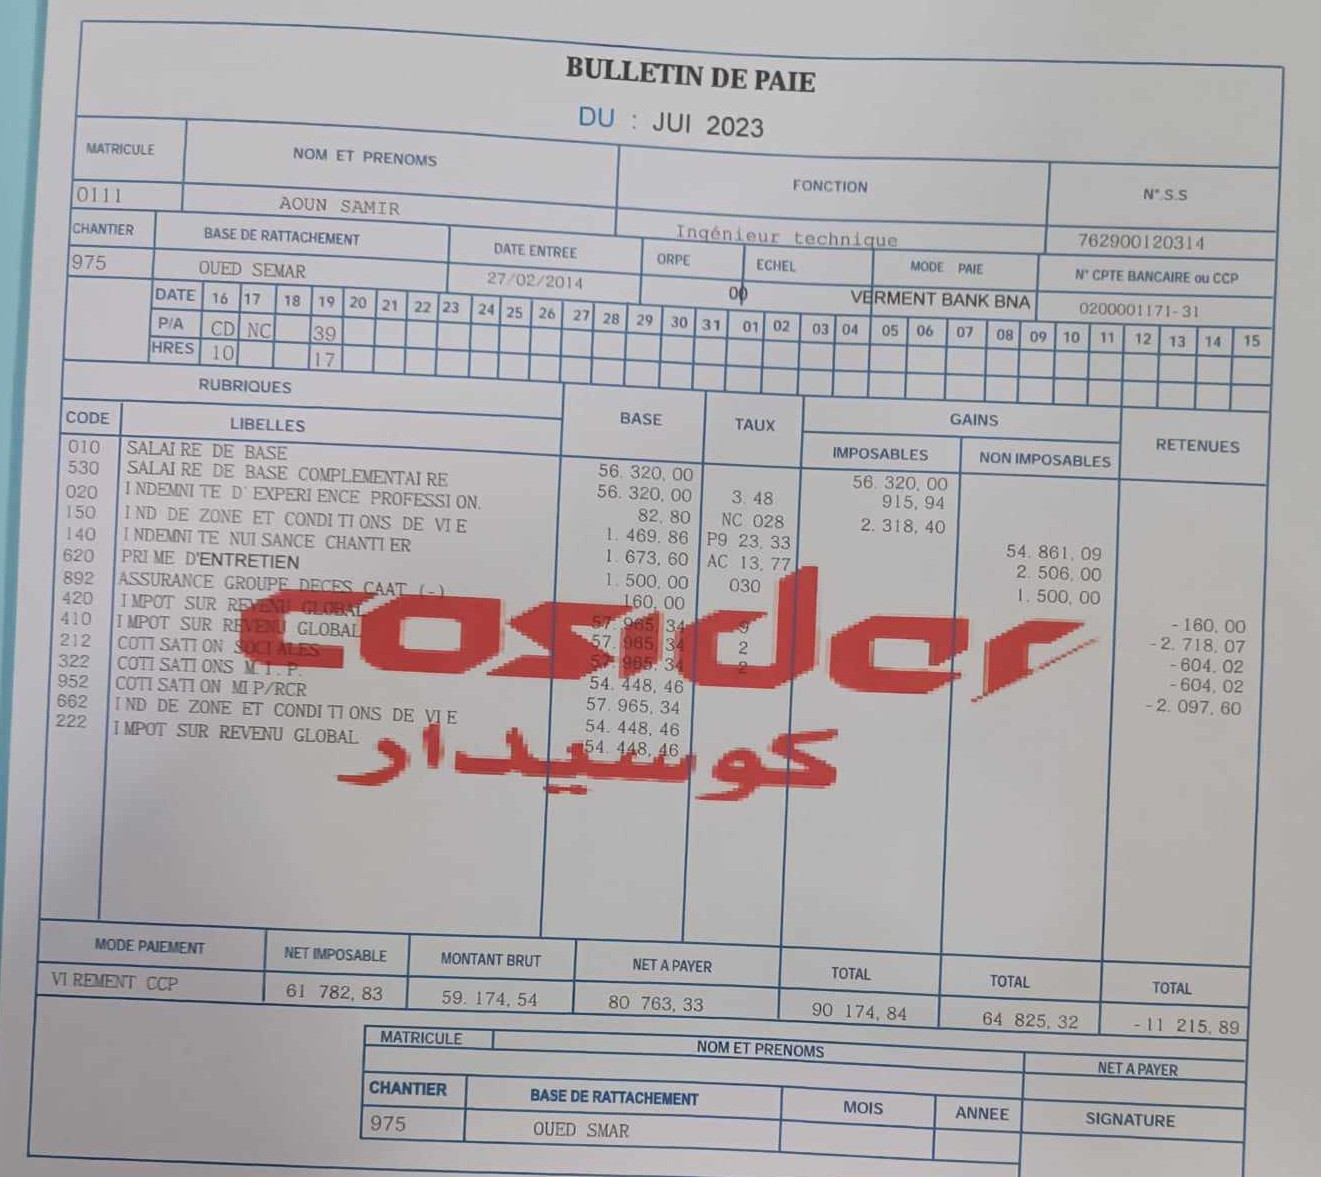 BULLETIN DE PAIE
DU : JUI 2023
MATRICULE NOM ET PRENOMS FONCTION N°.S.S
0111 AOUN SAMIR Ingénieur technique 762900120314
CHANTIER BASE DE RATTACHEMENT DATE ENTREE ORPE ECHEL MODE PAIE N° CPTE BANCAIRE ou CCP
975 OUED SEMAR 27/02/2014 00 VERMENT BANK BNA 0200001171-31
DATE 16 17 18 19 20 21 22 23 24 25 26 27 28 29 30 31 01 02 03 04 05 06 07 08 09 10 11 12 13 14 15
P/A CD NC 39
HRES 10 17
RUBRIQUES BASE TAUX GAINS RETENUES
CODE LIBELLES IMPOSABLES NON IMPOSABLES
010 SALAIRE DE BASE 56.320,00 56.320,00
530 SALAIRE DE BASE COMPLEMENTAIRE 56.320,00 3.48 915,94
020 INDEMNITE D'EXPERIENCE PROFESSION. 82.80 NC 028 2.318,40
150 IND DE ZONE ET CONDITIONS DE VIE 1.469.86 P9 23,33 54.861,09
140 INDEMNITE NUISANCE CHANTIER 1.673,60 AC 13,77 2.506,00
620 PRIME D'ENTRETIEN 1.500,00 030 1.500,00
892 ASSURANCE GROUPE DECES CAAT (-) 160,00 -160,00
420 IMPOT SUR REVENU GLOBAL 57.965,34 9 -2.718,07
410 IMPOT SUR REVENU GLOBAL 57.965,34 2 -604,02
212 COTISATION SOCIALES 57.965,34 2 -604,02
322 COTISATIONS M.I.P. 54.448,46 -2.097,60
952 COTISATION MIP/RCR 57.965,34
662 IND DE ZONE ET CONDITIONS DE VIE 54.448,46
222 IMPOT SUR REVENU GLOBAL 54.448,46
cosider
كوسيدار
MODE PAIEMENT NET IMPOSABLE MONTANT BRUT NET A PAYER TOTAL TOTAL TOTAL
VIREMENT CCP 61 782,83 59.174,54 80 763,33 90 174,84 64 825,32 -11 215,89
MATRICULE NOM ET PRENOMS NET A PAYER
CHANTIER BASE DE RATTACHEMENT MOIS ANNEE SIGNATURE
975 OUED SMAR